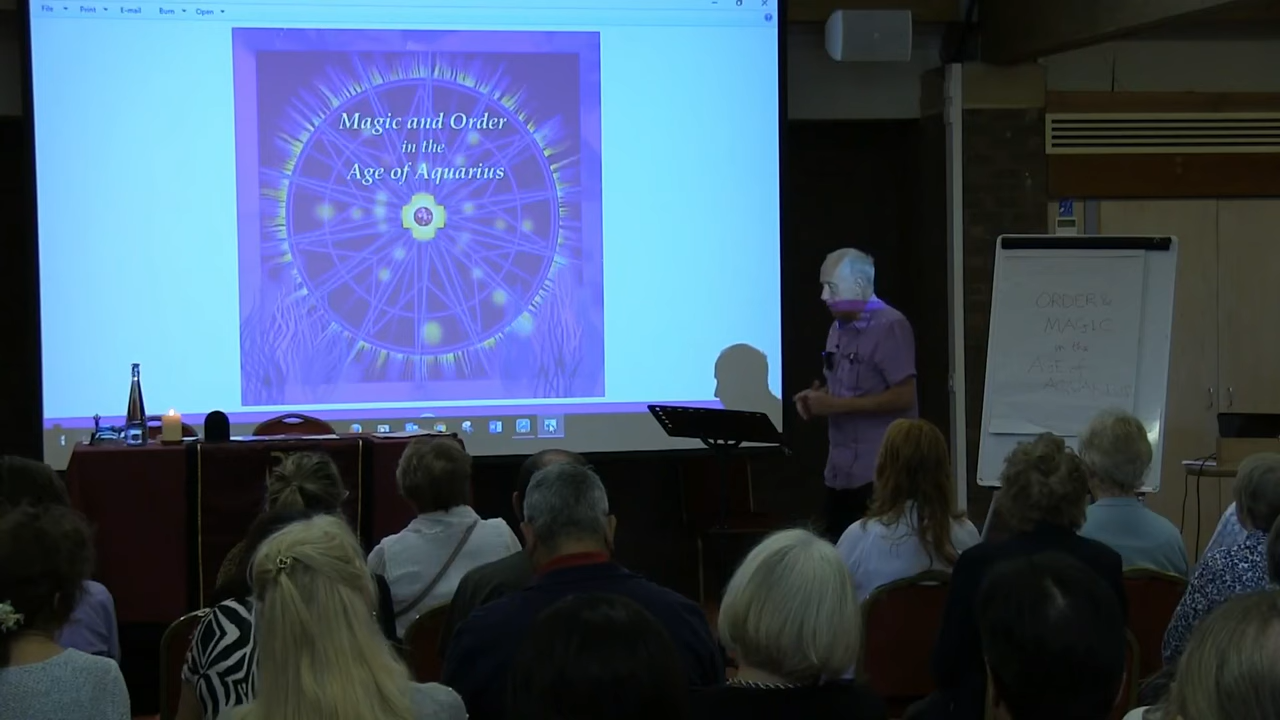 File Print E-mail Burn Open
Magic and Order
in the
Age of Aquarius
ORDER &
MAGIC
in the
AGE of
AQUARIUS